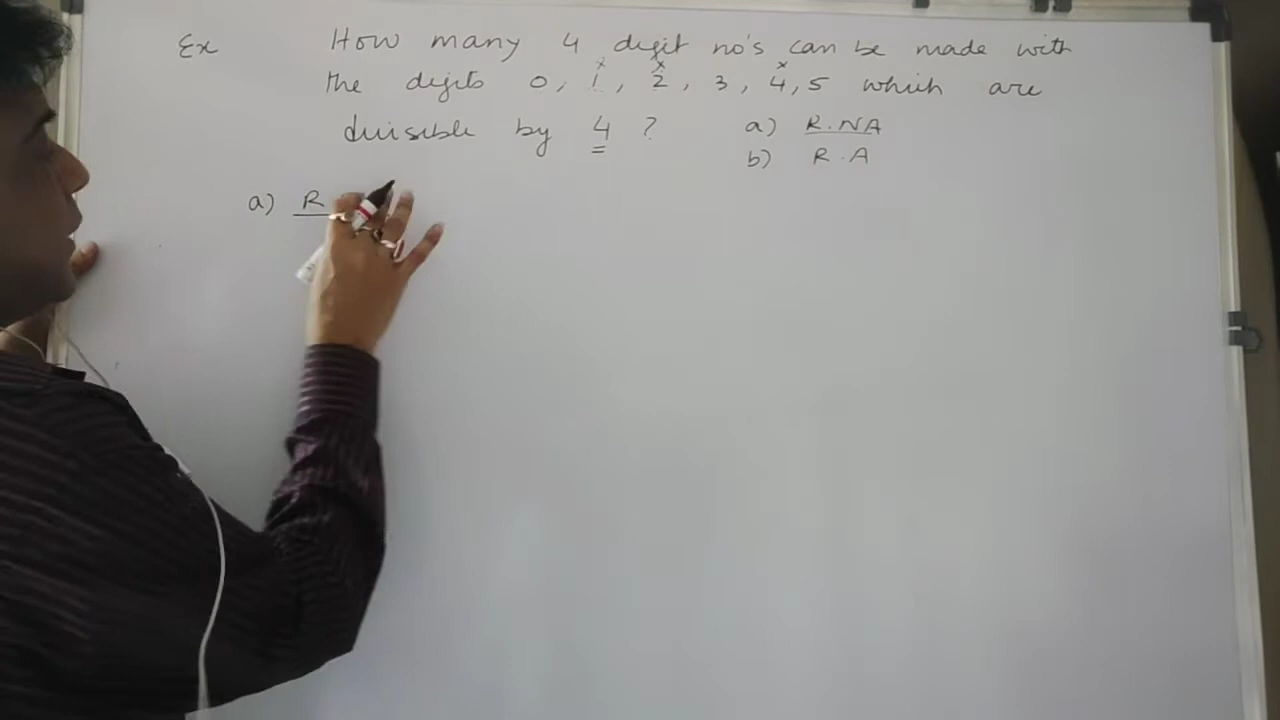 Ex How many 4 digit no's can be made with
the digits 0, 1, 2, 3, 4, 5 which are
divisible by 4 ? a) R.NA
b) R.A
a) R